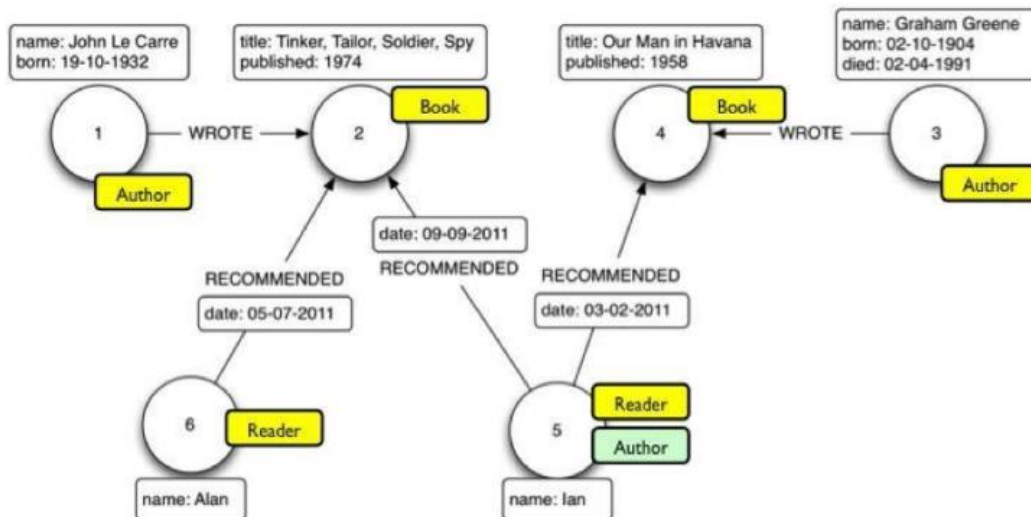 name: John Le Carre
born: 19-10-1932
title: Tinker, Tailor, Soldier, Spy
published: 1974
title: Our Man in Havana
published: 1958
name: Graham Greene
born: 02-10-1904
died: 02-04-1991
1
WROTE
2
Book
4
Book
WROTE
3
Author
Author
date: 09-09-2011
RECOMMENDED
RECOMMENDED
RECOMMENDED
date: 05-07-2011
date: 03-02-2011
6
Reader
5
Reader
Author
name: Alan
name: Ian